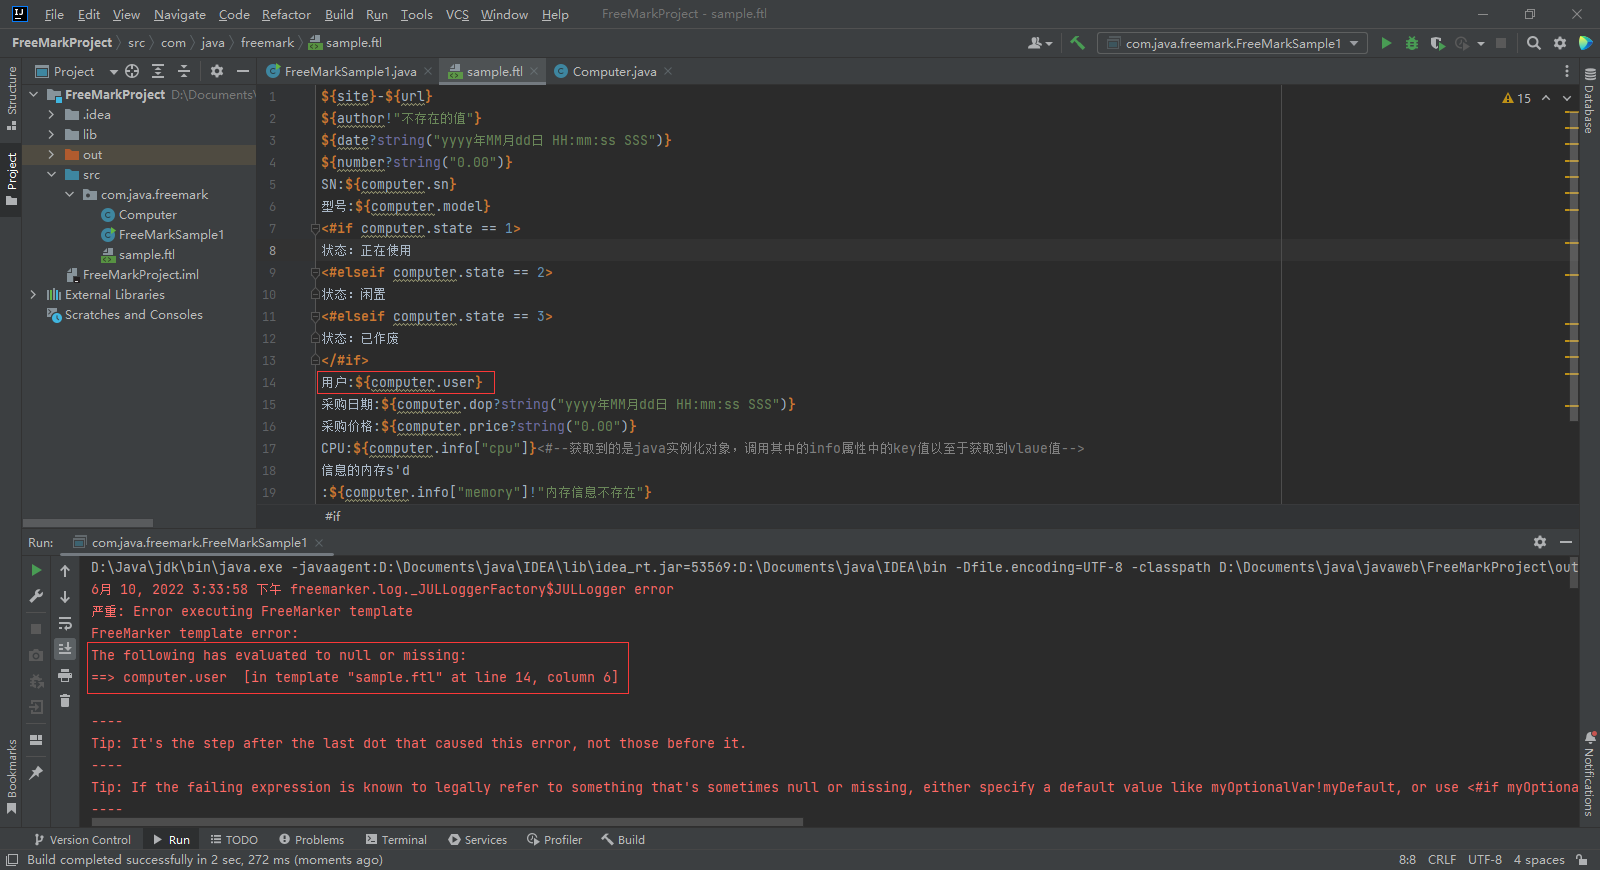 File Edit View Navigate Code Refactor Build Run Tools VCS Window Help FreeMarkProject - sample.ftl
FreeMarkProject src com java freemark sample.ftl com.java.freemark.FreeMarkSample1
Structure
Project
Bookmarks
Project
FreeMarkProject D:\Documents\
.idea
lib
out
src
com.java.freemark
Computer
FreeMarkSample1
sample.ftl
FreeMarkProject.iml
External Libraries
Scratches and Consoles
FreeMarkSample1.java sample.ftl Computer.java
15
1 ${site}-${url}
2 ${author!"不存在的值"}
3 ${date?string("yyyy年MM月dd日 HH:mm:ss SSS")}
4 ${number?string("0.00")}
5 SN:${computer.sn}
6 型号:${computer.model}
7 <#if computer.state == 1>
8 状态：正在使用
9 <#elseif computer.state == 2>
10 状态：闲置
11 <#elseif computer.state == 3>
12 状态：已作废
13 </#if>
14 用户:${computer.user}
15 采购日期:${computer.dop?string("yyyy年MM月dd日 HH:mm:ss SSS")}
16 采购价格:${computer.price?string("0.00")}
17 CPU:${computer.info["cpu"]}<#--获取到的是java实例化对象，调用其中的info属性中的key值以至于获取到vlaue值-->
18 信息的内存s'd
19 :${computer.info["memory"]!"内存信息不存在"}
#if
Database
Notifications
Run: com.java.freemark.FreeMarkSample1
D:\Java\jdk\bin\java.exe -javaagent:D:\Documents\java\IDEA\lib\idea_rt.jar=53569:D:\Documents\java\IDEA\bin -Dfile.encoding=UTF-8 -classpath D:\Documents\java\javaweb\FreeMarkProject\out
6月 10, 2022 3:33:58 下午 freemarker.log._JULLoggerFactory$JULLogger error
严重: Error executing FreeMarker template
FreeMarker template error:
The following has evaluated to null or missing:
==> computer.user [in template "sample.ftl" at line 14, column 6]
----
Tip: It's the step after the last dot that caused this error, not those before it.
----
Tip: If the failing expression is known to legally refer to something that's sometimes null or missing, either specify a default value like myOptionalVar!myDefault, or use <#if myOptiona
----
Version Control Run TODO Problems Terminal Services Profiler Build
Build completed successfully in 2 sec, 272 ms (moments ago) 8:8 CRLF UTF-8 4 spaces